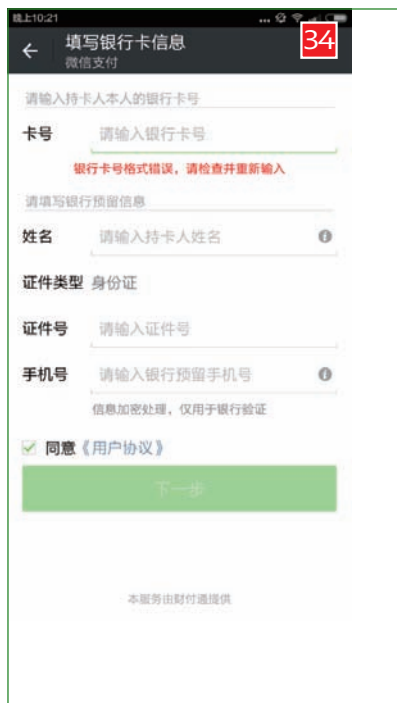 晚上10:21
填写银行卡信息
34
微信支付
请输入持卡人本人的银行卡号
卡号 请输入银行卡号
银行卡号格式错误，请检查并重新输入
请填写银行预留信息
姓名 请输入持卡人姓名
证件类型 身份证
证件号 请输入证件号
手机号 请输入银行预留手机号
信息加密处理，仅用于银行验证
同意《用户协议》
下一步
本服务由财付通提供